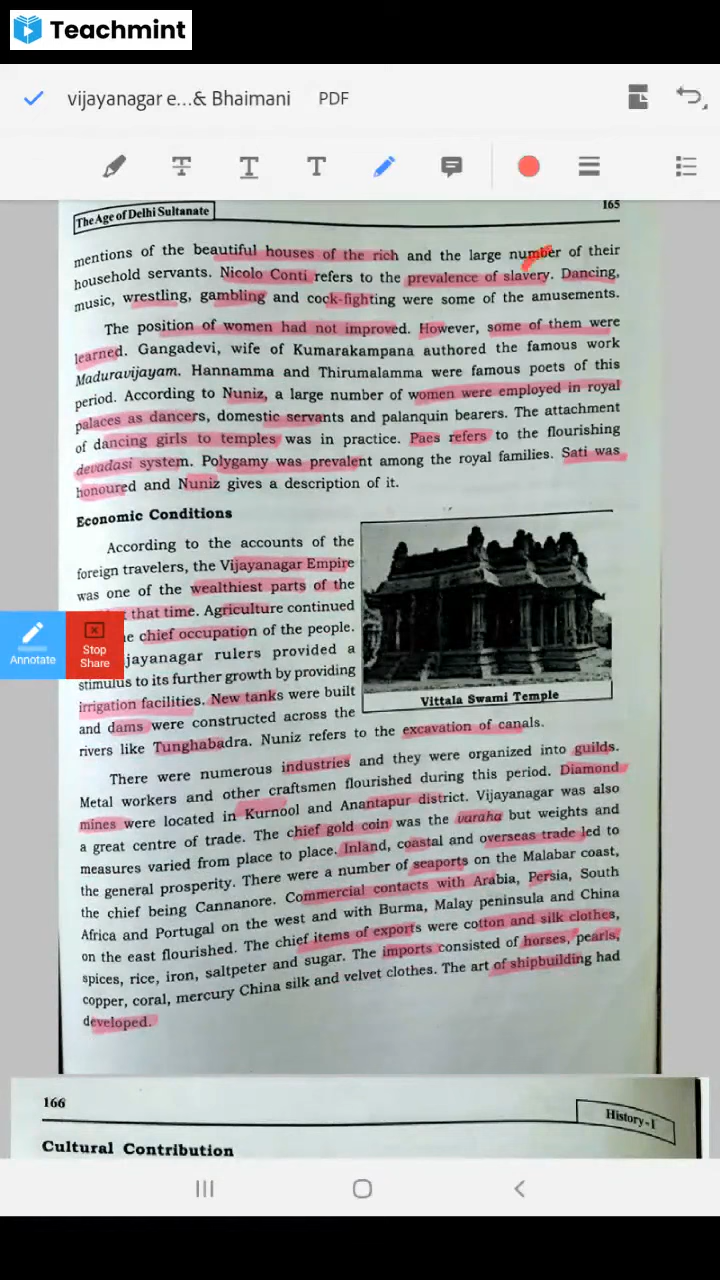 Teachmint
vijayanagar e...& Bhaimani PDF
The Age of Delhi Sultanate
165
mentions of the beautiful houses of the rich and the large number of their
household servants. Nicolo Conti refers to the prevalence of slavery. Dancing,
music, wrestling, gambling and cock-fighting were some of the amusements.
The position of women had not improved. However, some of them were
learned. Gangadevi, wife of Kumarakampana authored the famous work
Maduravijayam. Hannamma and Thirumalamma were famous poets of this
period. According to Nuniz, a large number of women were employed in royal
palaces as dancers, domestic servants and palanquin bearers. The attachment
of dancing girls to temples was in practice. Paes refers to the flourishing
devadasi system. Polygamy was prevalent among the royal families. Sati was
honoured and Nuniz gives a description of it.
Economic Conditions
According to the accounts of the
foreign travelers, the Vijayanagar Empire
was one of the wealthiest parts of the
that time. Agriculture continued
chief occupation of the people.
jayanagar rulers provided a
stimulus to its further growth by providing
irrigation facilities. New tanks were built
and dams were constructed across the
rivers like Tunghabadra. Nuniz refers to the excavation of canals.
Vittala Swami Temple
Annotate
Stop
Share
There were numerous industries and they were organized into guilds.
Metal workers and other craftsmen flourished during this period. Diamond
mines were located in Kurnool and Anantapur district. Vijayanagar was also
a great centre of trade. The chief gold coin was the varaha but weights and
measures varied from place to place. Inland, coastal and overseas trade led to
the general prosperity. There were a number of seaports on the Malabar coast,
the chief being Cannanore. Commercial contacts with Arabia, Persia, South
Africa and Portugal on the west and with Burma, Malay peninsula and China
on the east flourished. The chief items of exports were cotton and silk clothes,
spices, rice, iron, saltpeter and sugar. The imports consisted of horses, pearls,
copper, coral, mercury China silk and velvet clothes. The art of shipbuilding had
developed.
166
History-I
Cultural Contribution